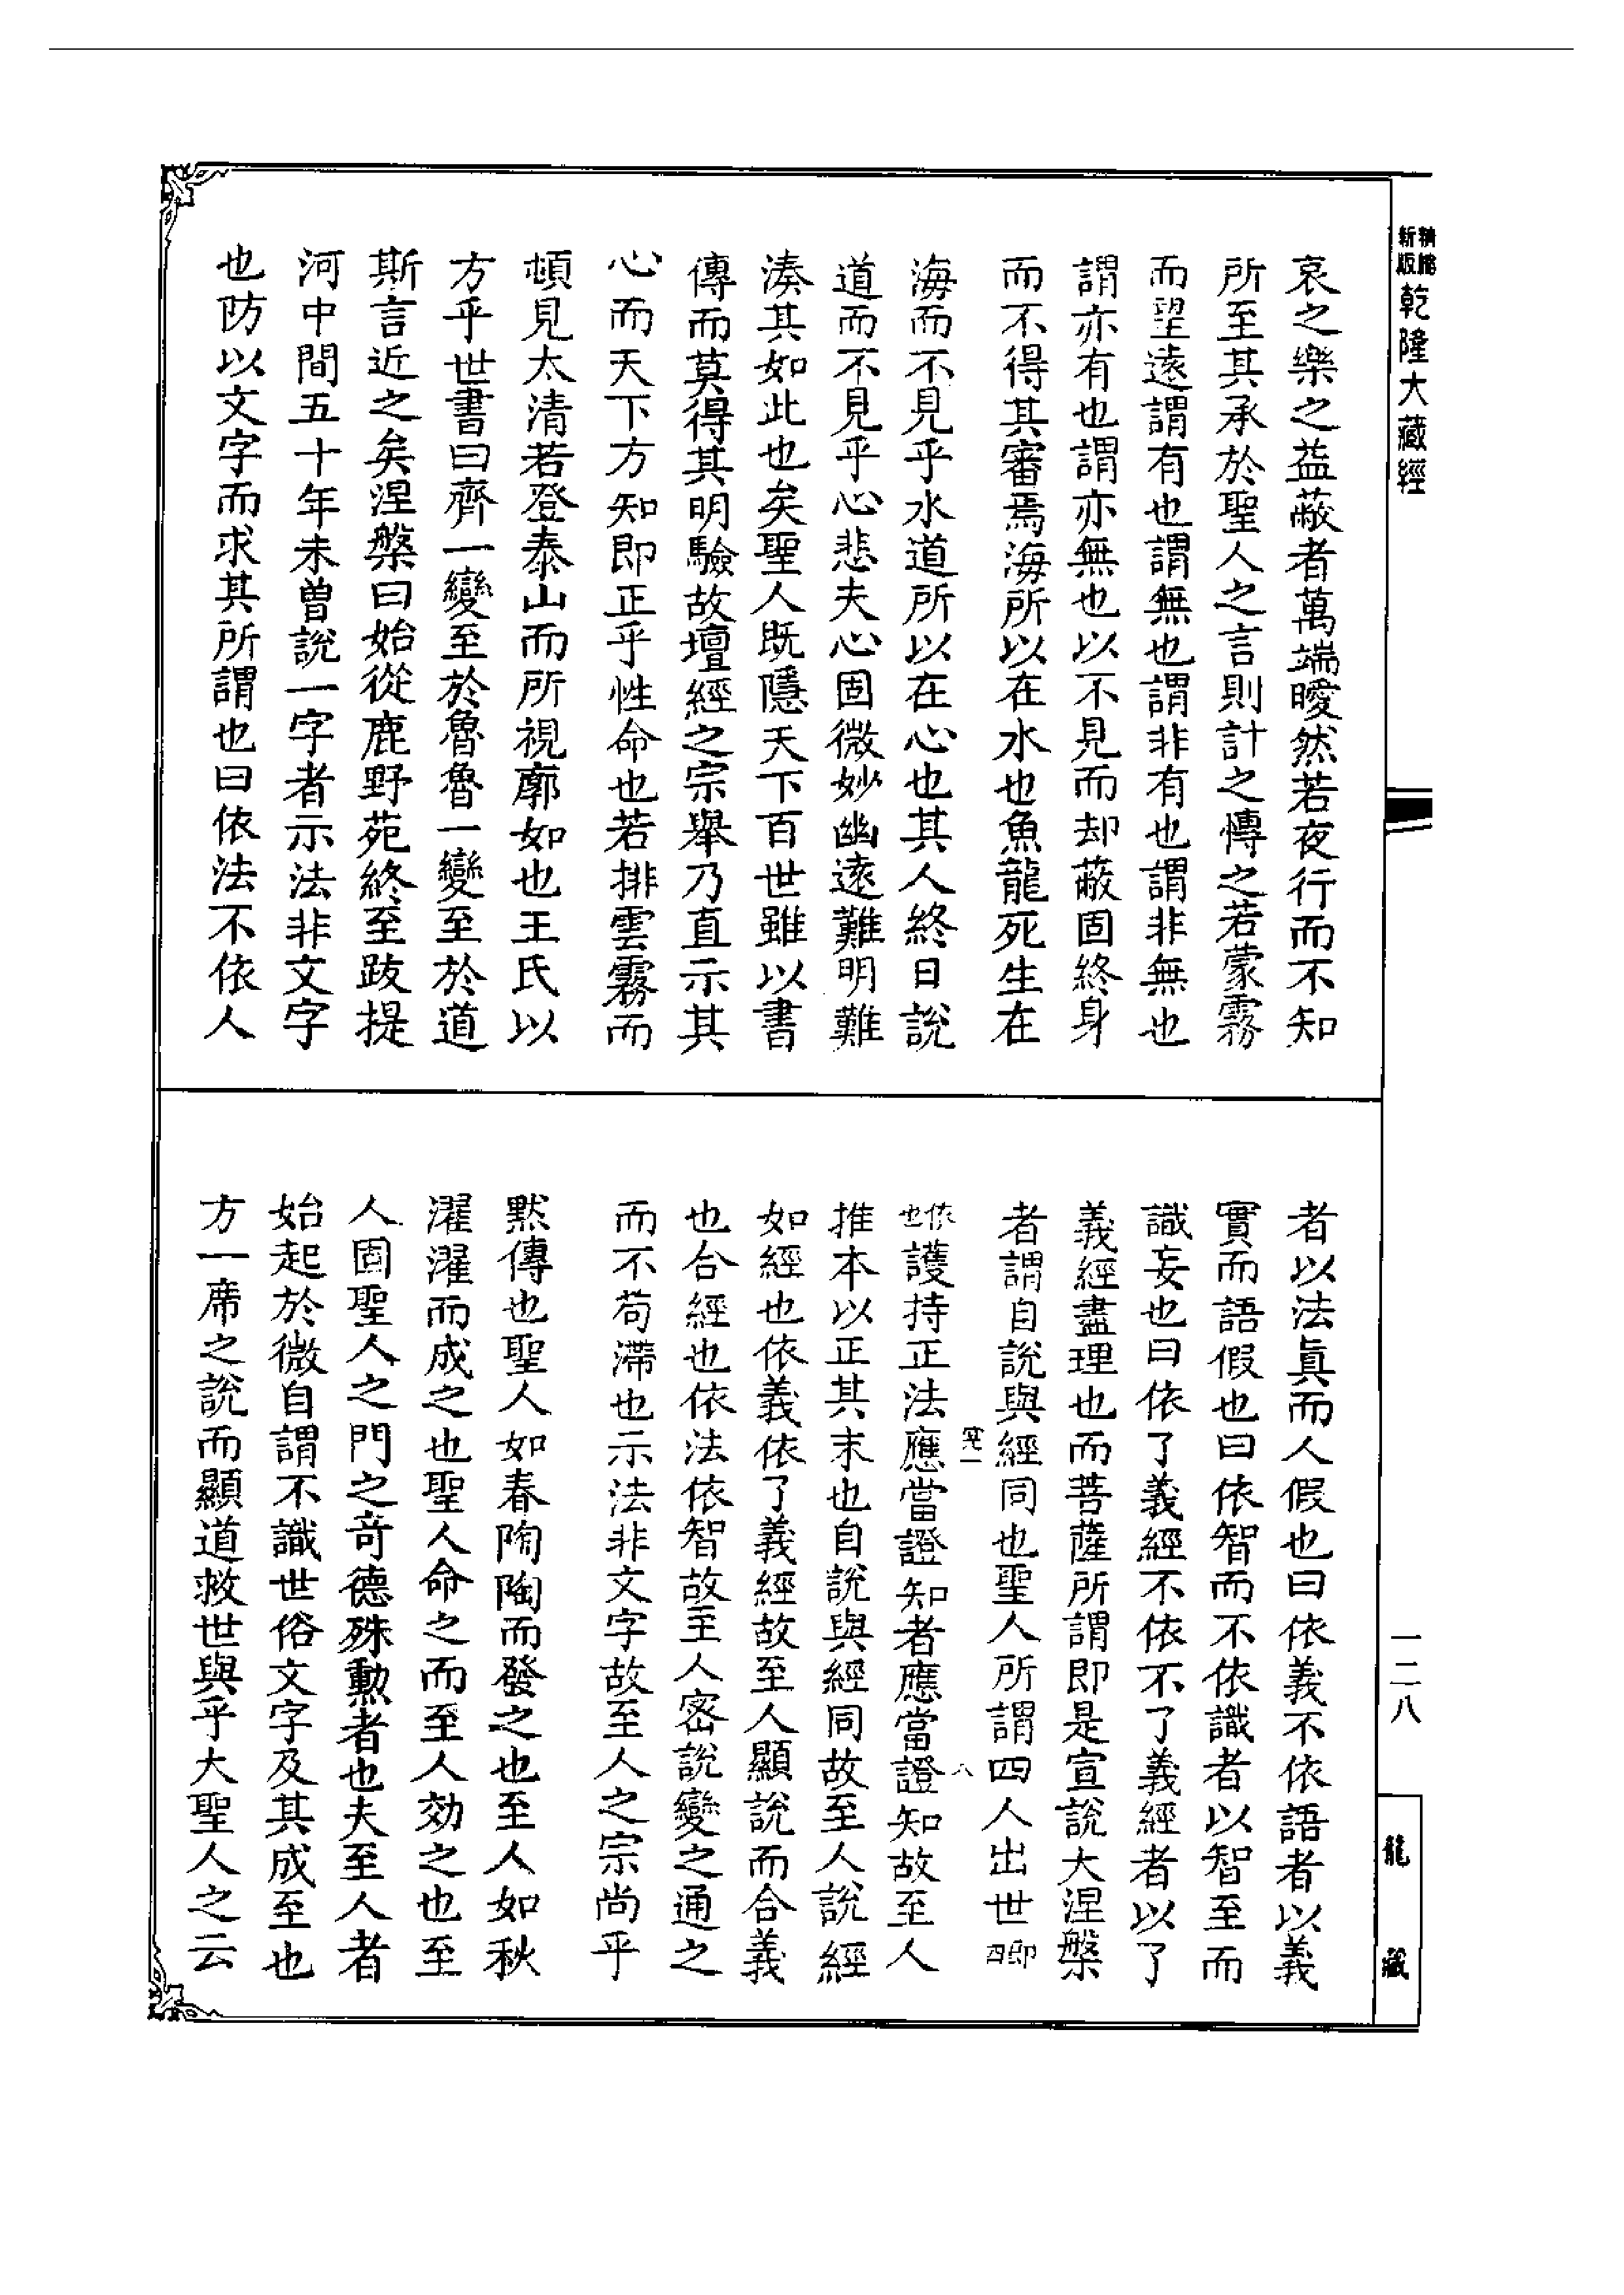 新版精縮乾隆大藏經
哀之樂之益蔽者萬端曖然若夜行而不知
所至其承於聖人之言則計之愽之若蒙霧
而望遠謂有也謂無也謂非有也謂非無也
謂亦有也謂亦無也以不見而却蔽固終身
而不得其審焉海所以在水也魚龍死生在
海而不見乎水道所以在心也其人終日說
道而不見乎心悲夫心固微妙幽遠難明難
湊其如此也矣聖人既隱天下百世雖以書
傳而莫得其明驗故壇經之宗舉乃直示其
心而天下方知即正乎性命也若排雲霧而
頓見太清若登泰山而所視廓如也王氏以
方乎世書曰齊一變至於魯魯一變至於道
斯言近之矣涅槃曰始從鹿野苑終至跋提
河中間五十年未曾說一字者示法非文字
也防以文字而求其所謂也曰依法不依人
者以法真而人假也曰依義不依語者以義
實而語假也曰依智而不依識者以智至而
識妄也曰依了義經不依不了義經者以了
義經盡理也而菩薩所謂即是宣說大涅槃
者謂自說與經同也聖人所謂四人出世即四
依也護持正法應當證知者應當證知故至人
推本以正其末也自說與經同故至人說經
如經也依義依了義經故至人顯說而合義
也合經也依法依智故至人密說變之通之
而不苟滯也示法非文字故至人之宗尚乎
默傳也聖人如春陶陶而發之也至人如秋
濯濯而成之也聖人命之而至人効之也至
人固聖人之門之竒德殊勳者也夫至人者
始起於微自謂不識世俗文字及其成至也
方一席之說而顯道救世與乎大聖人之云
一二八
龍藏